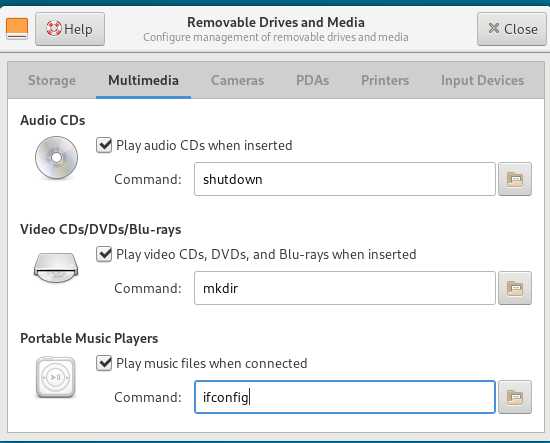 Help
Removable Drives and Media
Configure management of removable drives and media
Close
Storage Multimedia Cameras PDAs Printers Input Devices
Audio CDs
Play audio CDs when inserted
Command: shutdown
Video CDs/DVDs/Blu-rays
Play video CDs, DVDs, and Blu-rays when inserted
Command: mkdir
Portable Music Players
Play music files when connected
Command: ifconfig